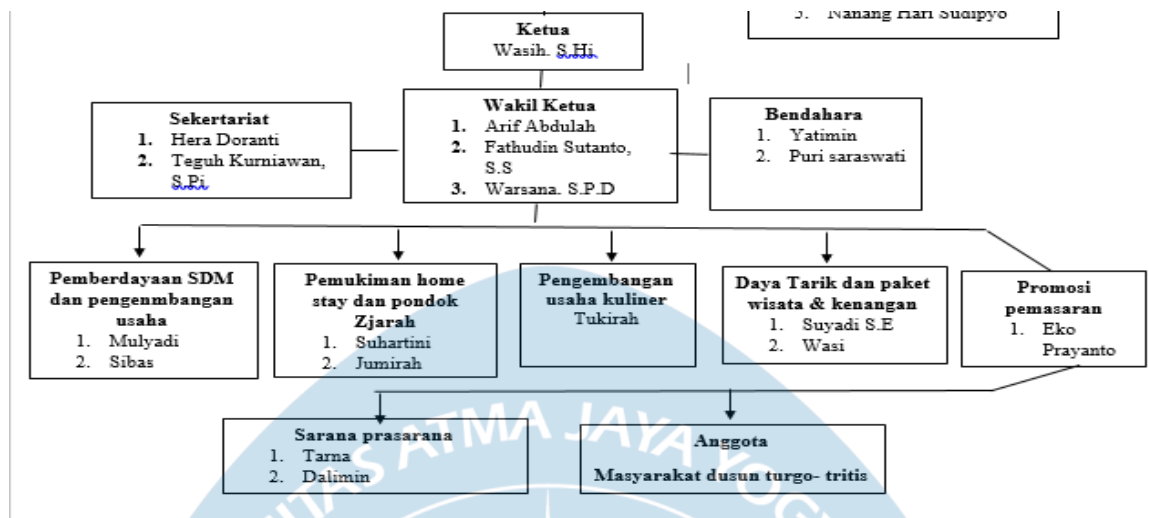 3. Nanang Hari Sudipyo
Ketua
Wasih. S.Hi
Sekertariat
1. Hera Doranti
2. Teguh Kurniawan,
S.Pi
Wakil Ketua
1. Arif Abdulah
2. Fathudin Sutanto,
S.S
3. Warsana. S.P.D
Bendahara
1. Yatimin
2. Puri saraswati
Pemberdayaan SDM
dan pengenmbangan
usaha
1. Mulyadi
2. Sibas
Pemukiman home
stay dan pondok
Zjarah
1. Suhartini
2. Jumirah
Pengembangan
usaha kuliner
Tukirah
Daya Tarik dan paket
wisata & kenangan
1. Suyadi S.E
2. Wasi
Promosi
pemasaran
1. Eko
Prayanto
Sarana prasarana
1. Tarna
2. Dalimin
Anggota
Masyarakat dusun turgo- tritis
ITAS ATMA JAYA YOG